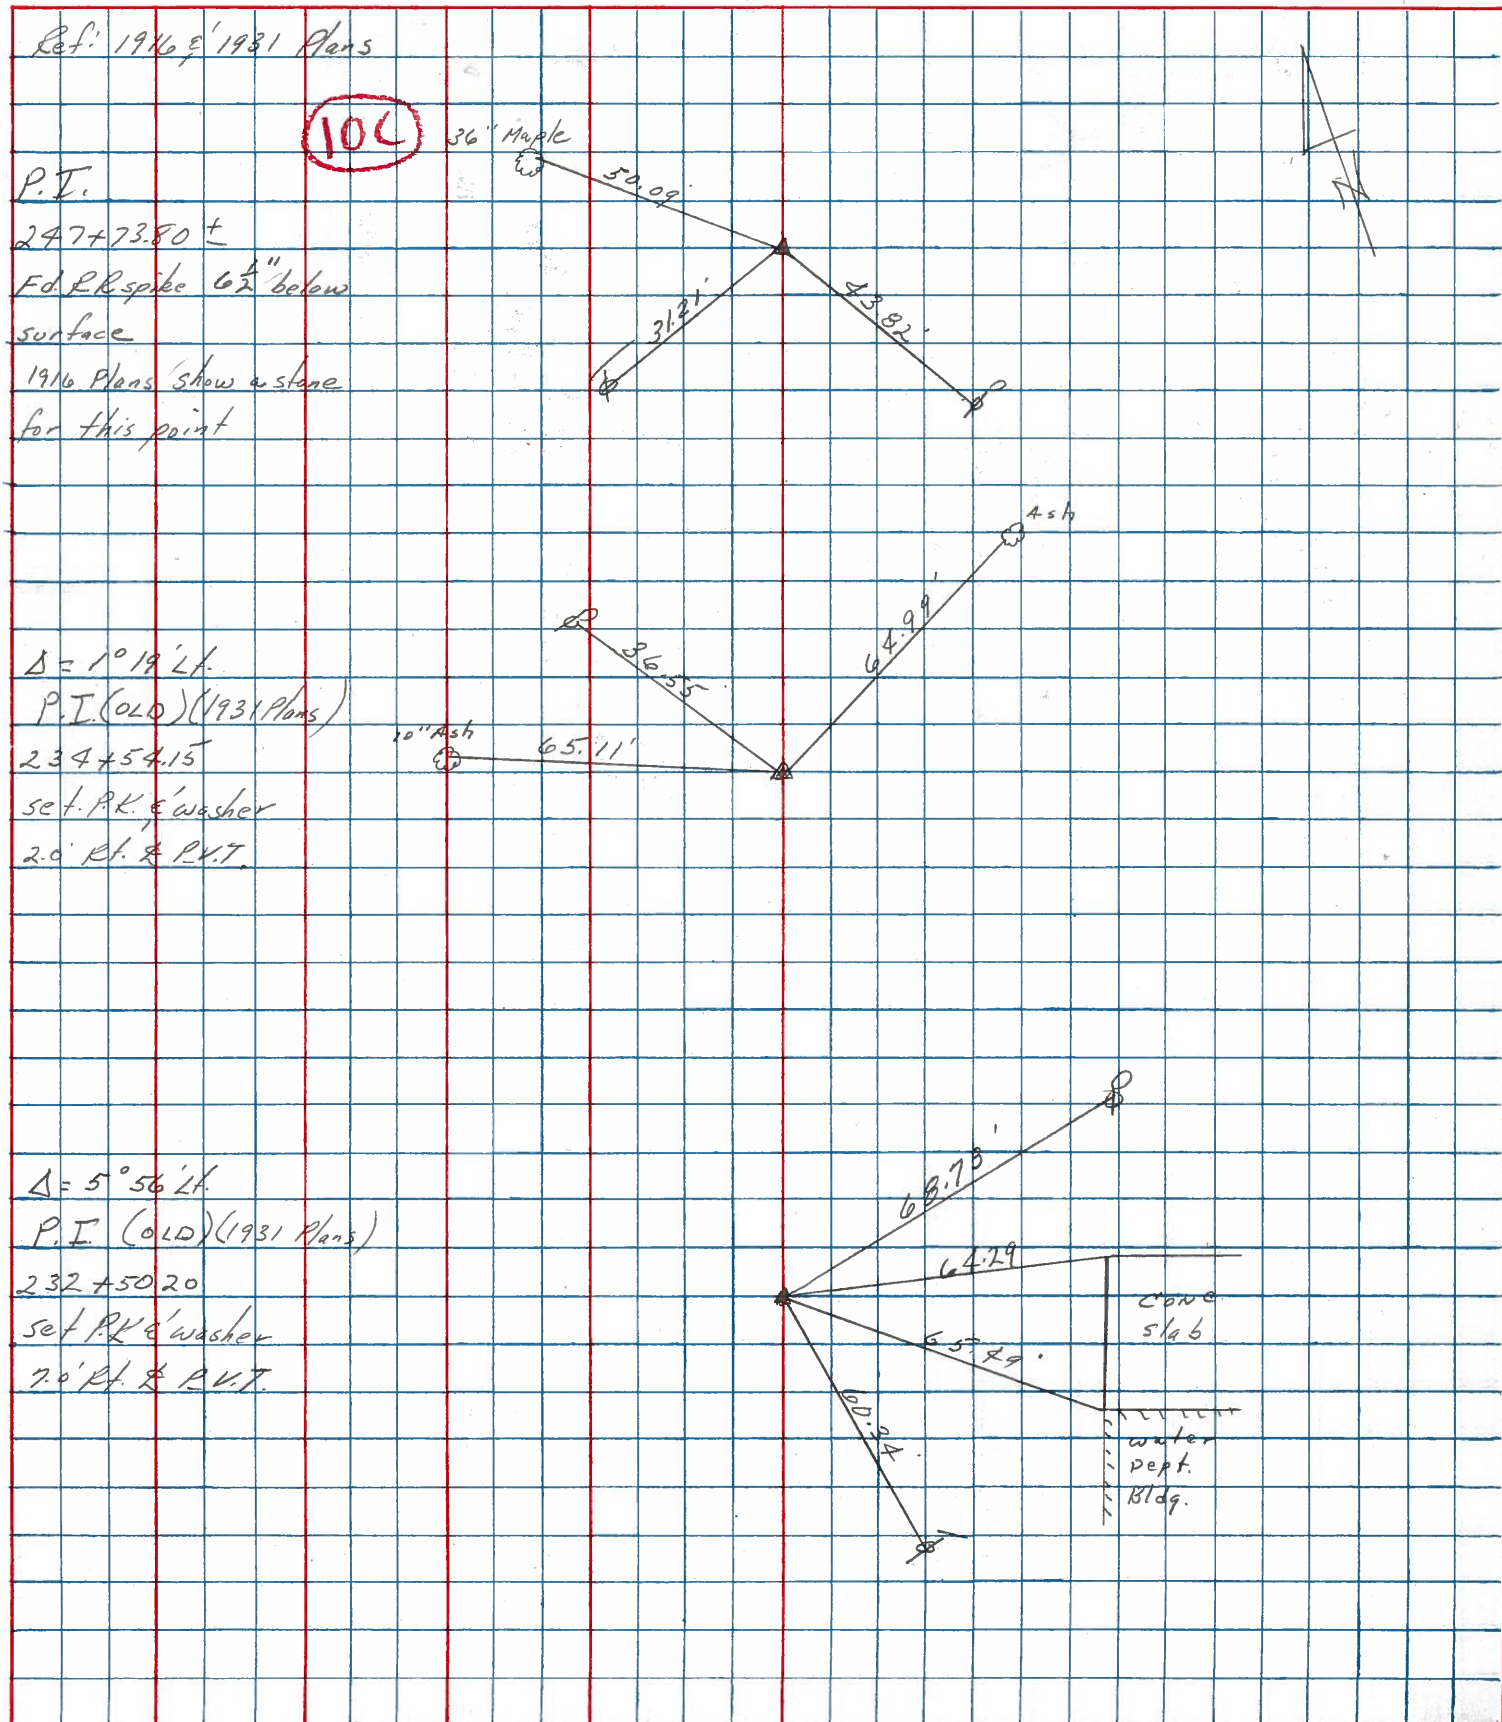 Ref: 1916 & 1931 Plans
10C
36" Maple
50.09'
P.I.
247+73.80 ±
Fd. RR spike 6½" below
surface
1916 Plans show a stone
for this point
31.21'
43.82'
Ash
36.55
64.99'
Δ = 1°19' Lt.
P.I. (OLD) (1931 Plans)
234+54.15
set P.K. & washer
2.0' Rt. ℄ P.V.T.
10" Ash
65.11'
68.73'
Δ = 5°56' Lt.
P.I. (OLD) (1931 Plans)
232+50.20
set P.K. & washer
7.0' Rt. ℄ P.V.T.
64.29
65.49'
60.34'
Conc
slab
water
Dept.
Bldg.
N